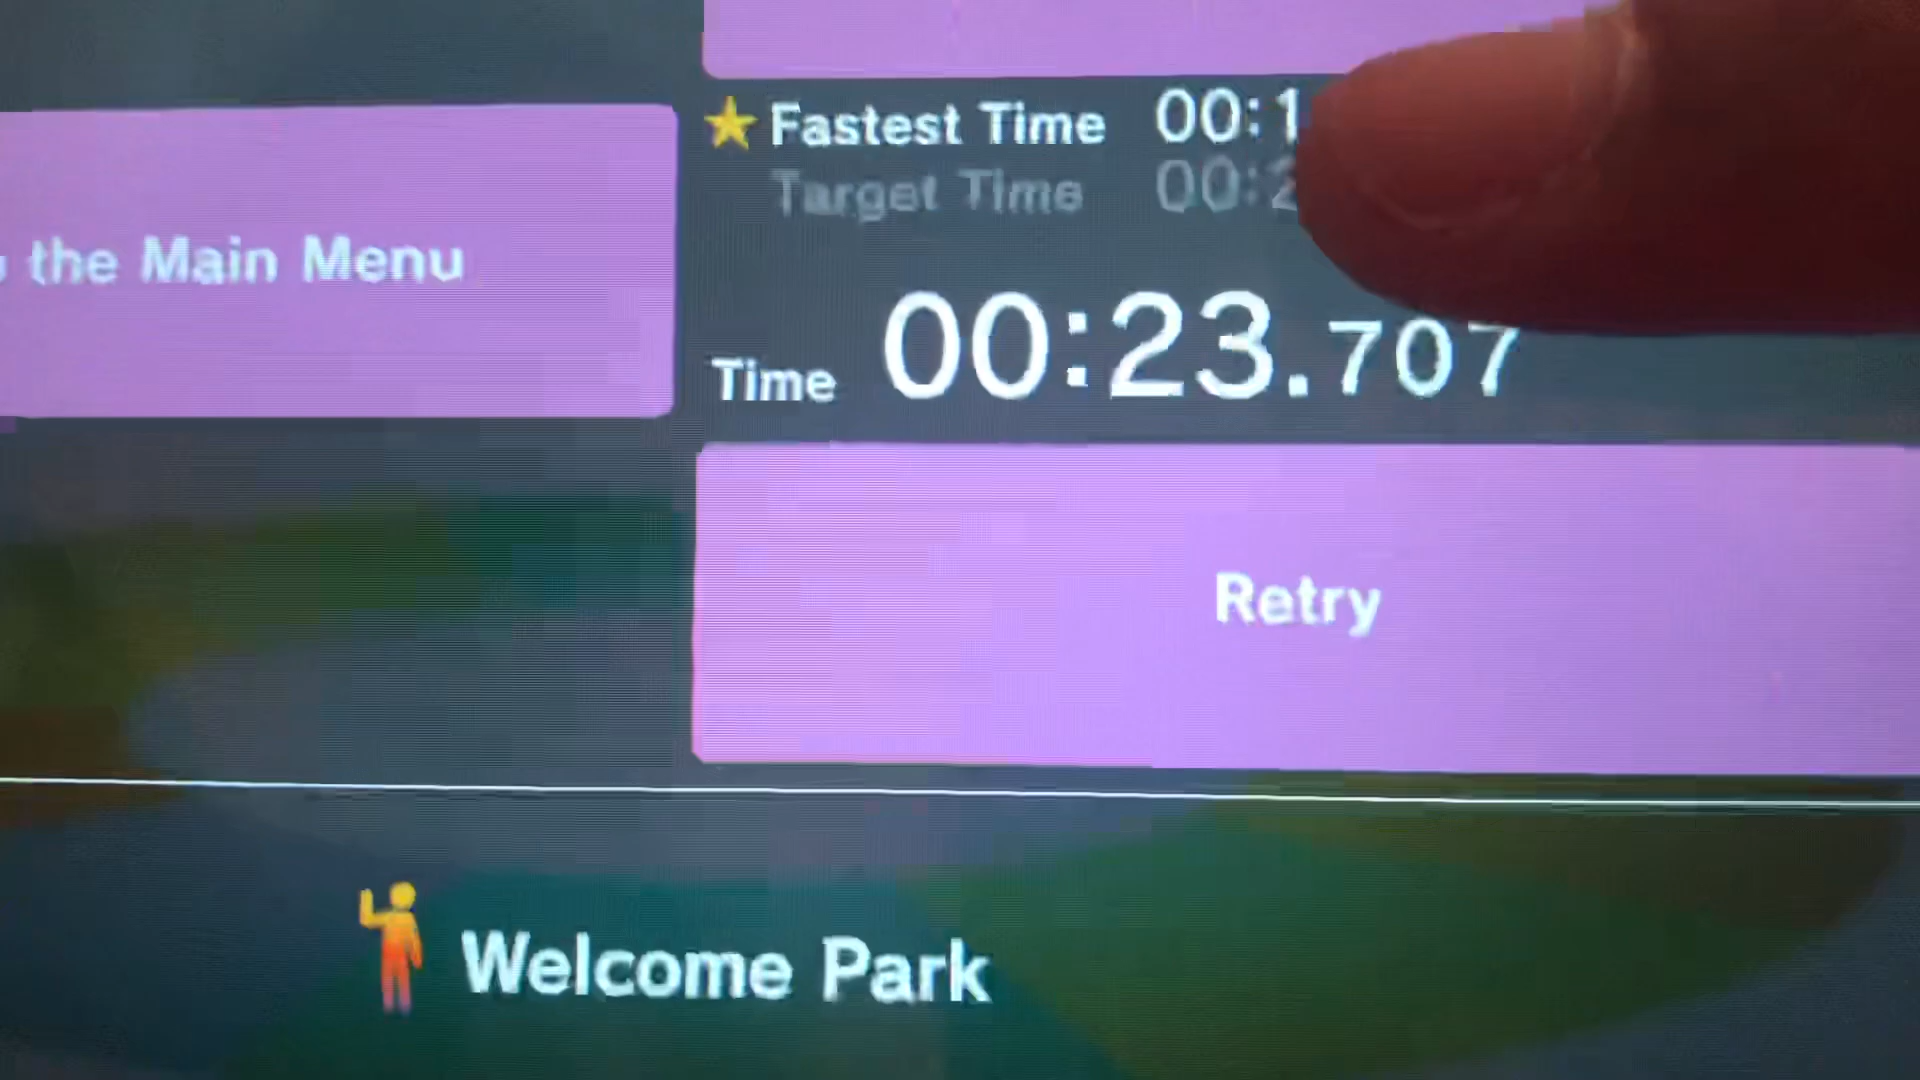 Fastest Time 00:1
Target Time 00:2
the Main Menu
Time 00:23.707
Retry
Welcome Park